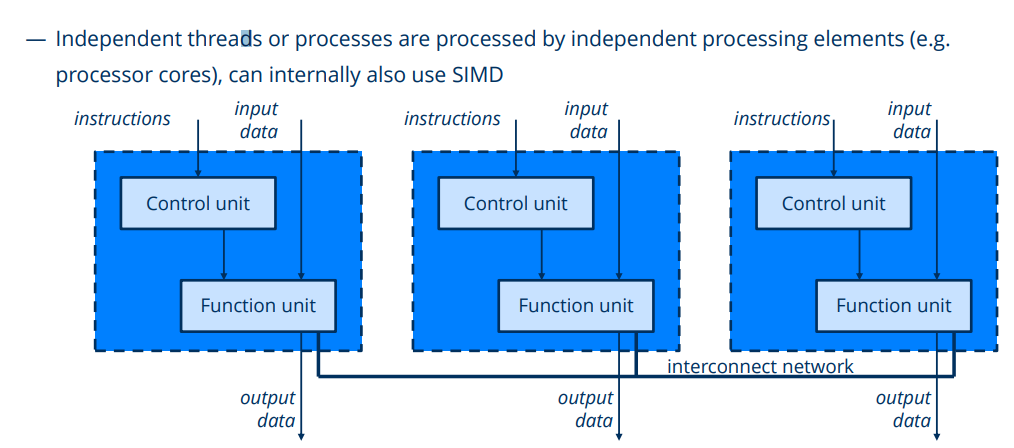 — Independent threads or processes are processed by independent processing elements (e.g.
processor cores), can internally also use SIMD
instructions
input
data
instructions
input
data
instructions
input
data
Control unit
Control unit
Control unit
Function unit
Function unit
Function unit
interconnect network
output
data
output
data
output
data